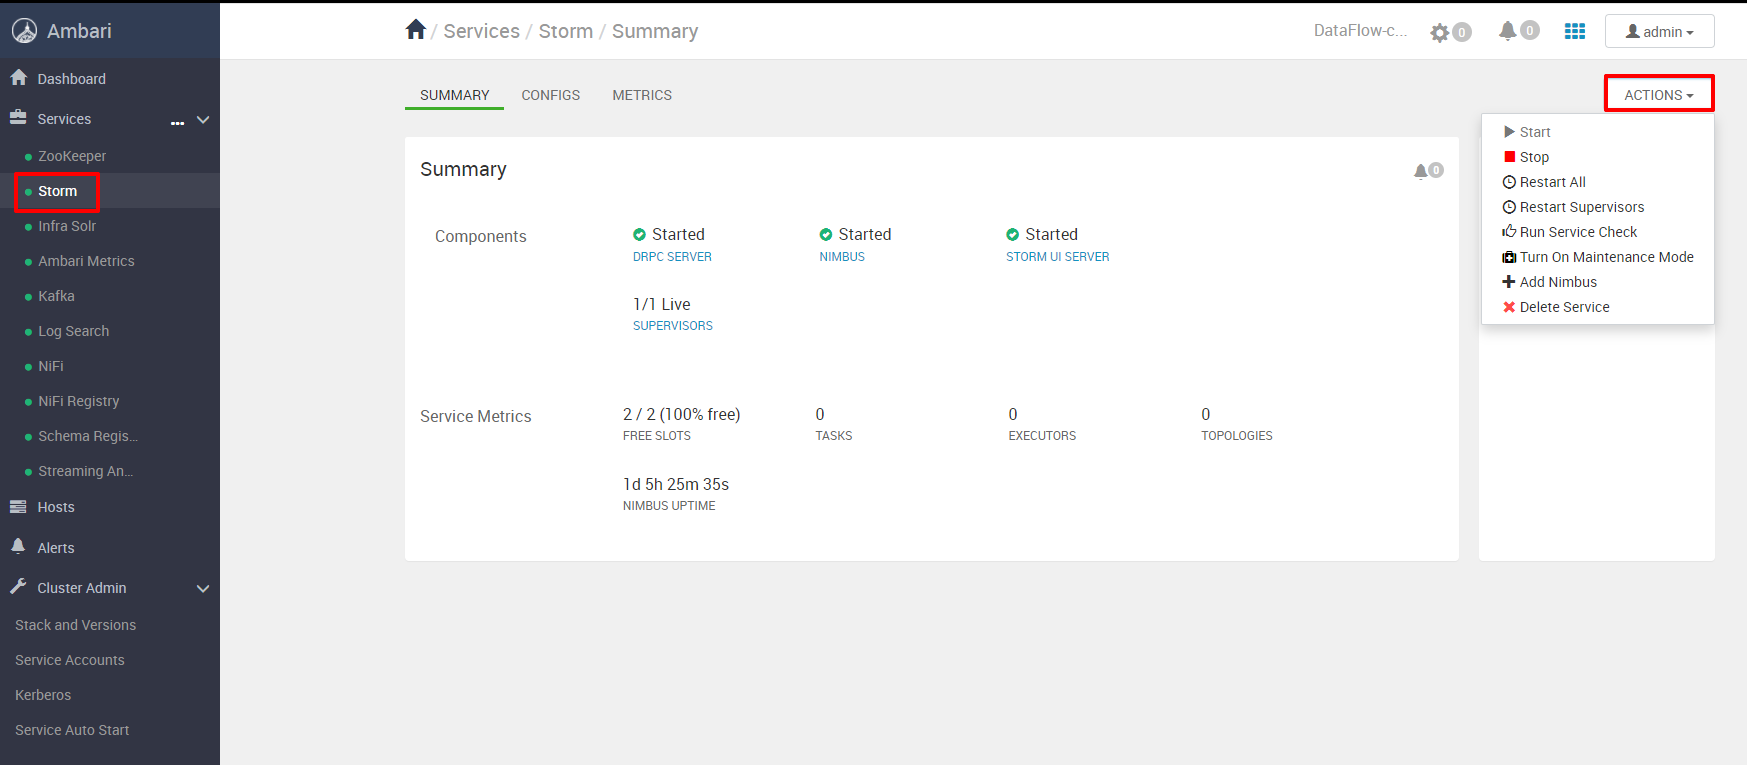 Ambari
/ Services / Storm / Summary
DataFlow-c...
0
0
admin
Dashboard
Services
...
ZooKeeper
Storm
Infra Solr
Ambari Metrics
Kafka
Log Search
NiFi
NiFi Registry
Schema Regis...
Streaming An...
Hosts
Alerts
Cluster Admin
Stack and Versions
Service Accounts
Kerberos
Service Auto Start
SUMMARY CONFIGS METRICS
ACTIONS
Start
Stop
Restart All
Restart Supervisors
Run Service Check
Turn On Maintenance Mode
Add Nimbus
Delete Service
Summary
0
Components
Started
DRPC SERVER
Started
NIMBUS
Started
STORM UI SERVER
1/1 Live
SUPERVISORS
Service Metrics
2 / 2 (100% free)
FREE SLOTS
0
TASKS
0
EXECUTORS
0
TOPOLOGIES
1d 5h 25m 35s
NIMBUS UPTIME